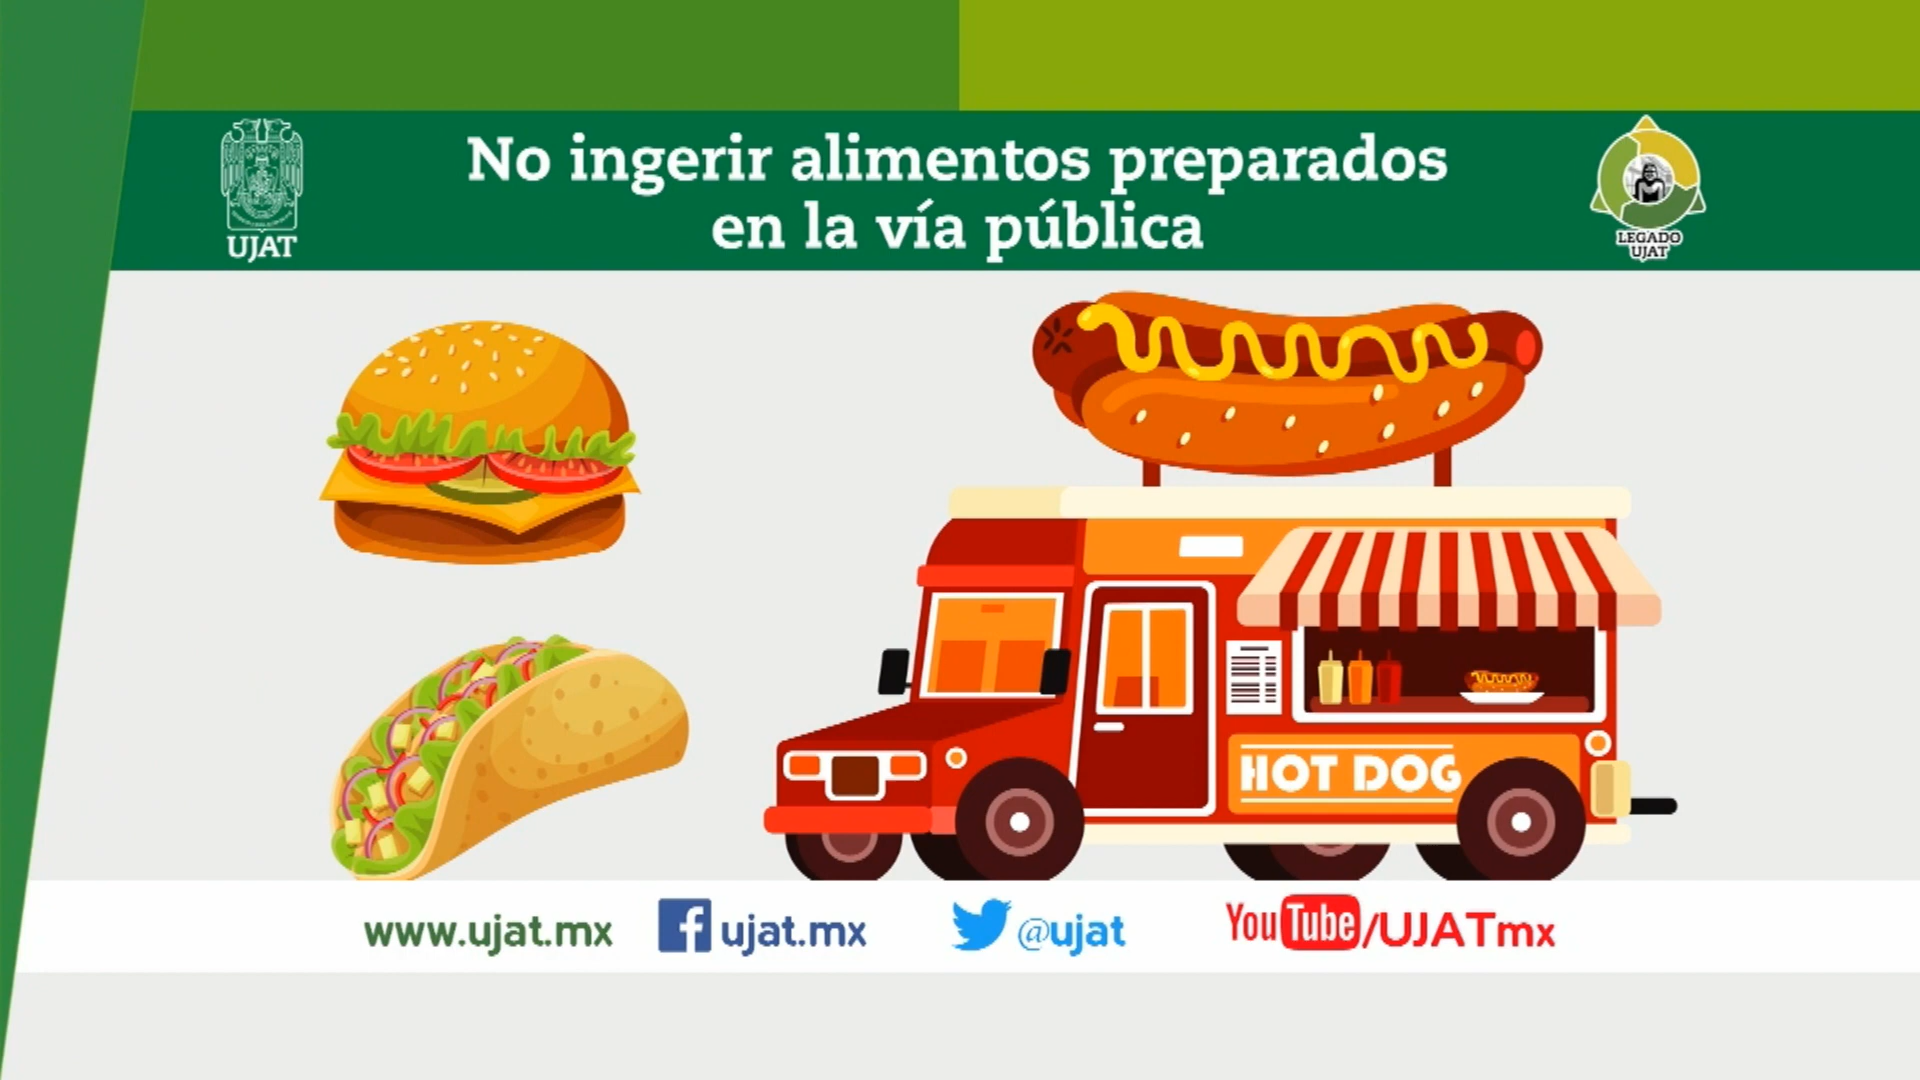 No ingerir alimentos preparados
en la vía pública
UJAT
LEGADO
UJAT
HOT DOG
www.ujat.mx
ujat.mx
@ujat
YouTube/UJATmx